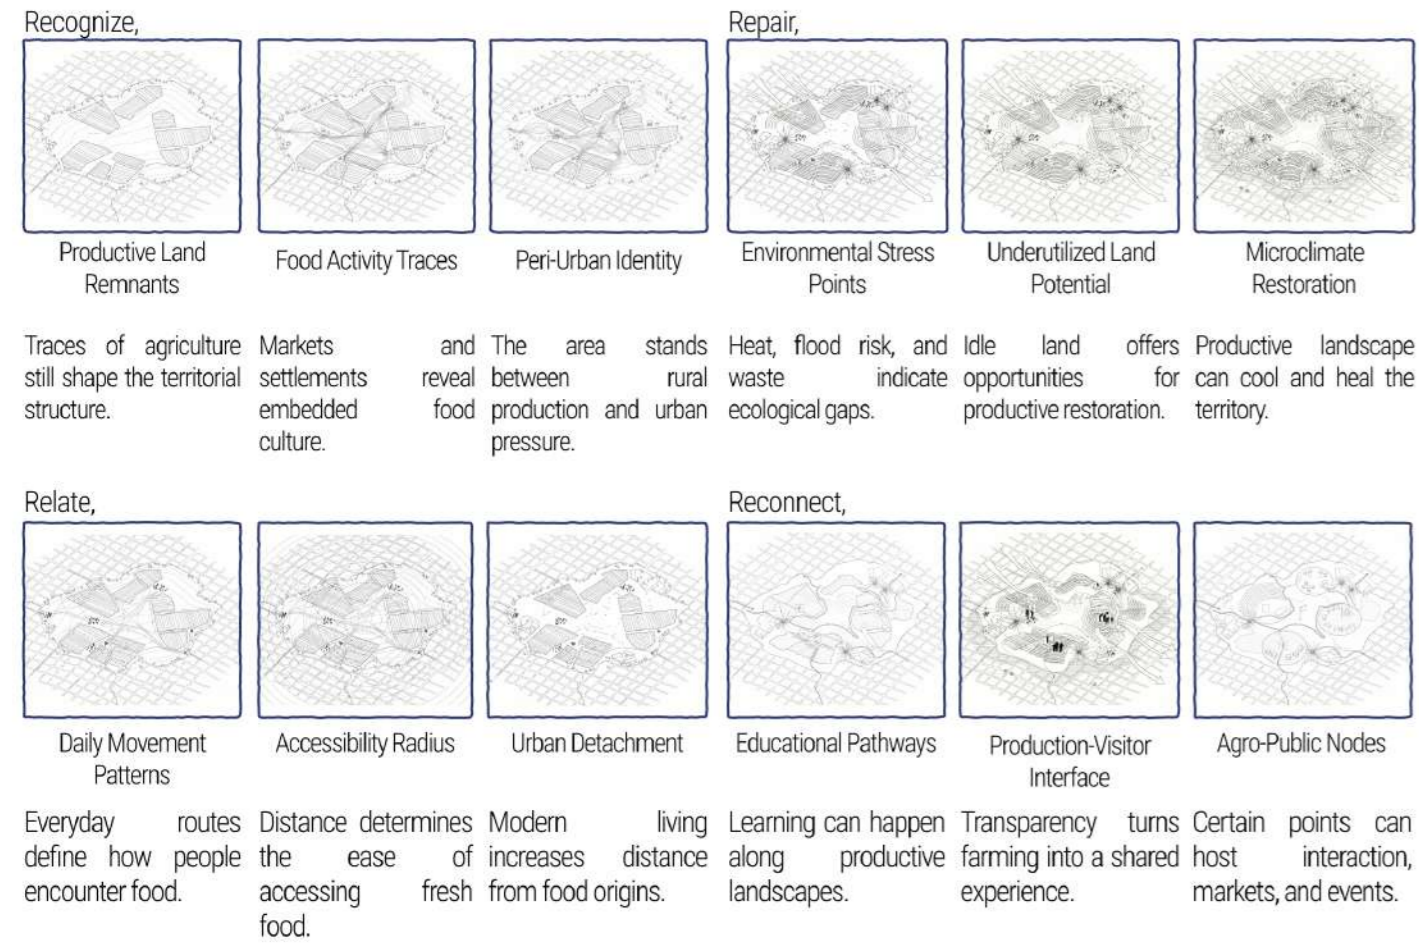 Recognize,
Productive Land
Remnants
Traces of agriculture
still shape the territorial
structure.
Food Activity Traces
Markets and
settlements reveal
embedded food
culture.
Peri-Urban Identity
The area stands
between rural
production and urban
pressure.
Repair,
Environmental Stress
Points
Heat, flood risk, and
waste indicate
ecological gaps.
Underutilized Land
Potential
Idle land offers
opportunities for
productive restoration.
Microclimate
Restoration
Productive landscape
can cool and heal the
territory.
Relate,
Daily Movement
Patterns
Everyday routes
define how people
encounter food.
Accessibility Radius
Distance determines
the ease of
accessing fresh
food.
Urban Detachment
Modern living
increases distance
from food origins.
Reconnect,
Educational Pathways
Learning can happen
along productive
landscapes.
Production-Visitor
Interface
Transparency turns
farming into a shared
experience.
Agro-Public Nodes
Certain points can
host interaction,
markets, and events.